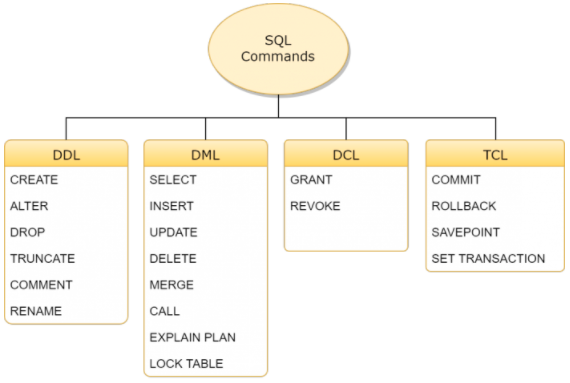 SQL
Commands
DDL
CREATE
ALTER
DROP
TRUNCATE
COMMENT
RENAME
DML
SELECT
INSERT
UPDATE
DELETE
MERGE
CALL
EXPLAIN PLAN
LOCK TABLE
DCL
GRANT
REVOKE
TCL
COMMIT
ROLLBACK
SAVEPOINT
SET TRANSACTION